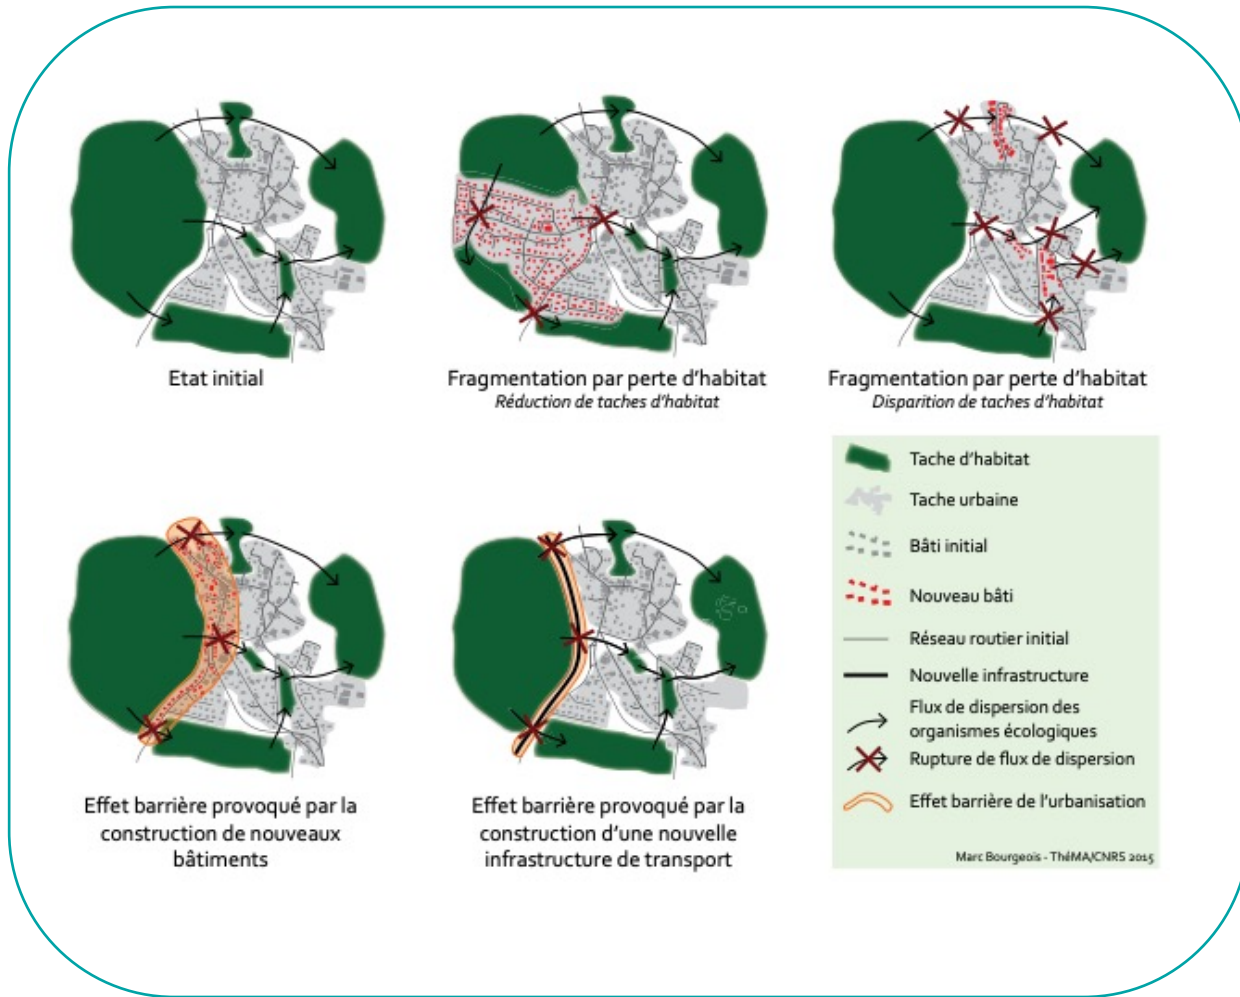 Etat initial
Fragmentation par perte d'habitat
Réduction de taches d'habitat
Fragmentation par perte d'habitat
Disparition de taches d'habitat
Effet barrière provoqué par la
construction de nouveaux
bâtiments
Effet barrière provoqué par la
construction d'une nouvelle
infrastructure de transport
Tache d'habitat
Tache urbaine
Bâti initial
Nouveau bâti
Réseau routier initial
Nouvelle infrastructure
Flux de dispersion des
organismes écologiques
Rupture de flux de dispersion
Effet barrière de l'urbanisation
Marc Bourgeois - ThéMA/CNRS 2015